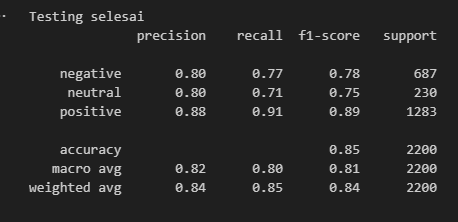 Testing selesai
precision recall f1-score support
negative 0.80 0.77 0.78 687
neutral 0.80 0.71 0.75 230
positive 0.88 0.91 0.89 1283
accuracy 0.85 2200
macro avg 0.82 0.80 0.81 2200
weighted avg 0.84 0.85 0.84 2200